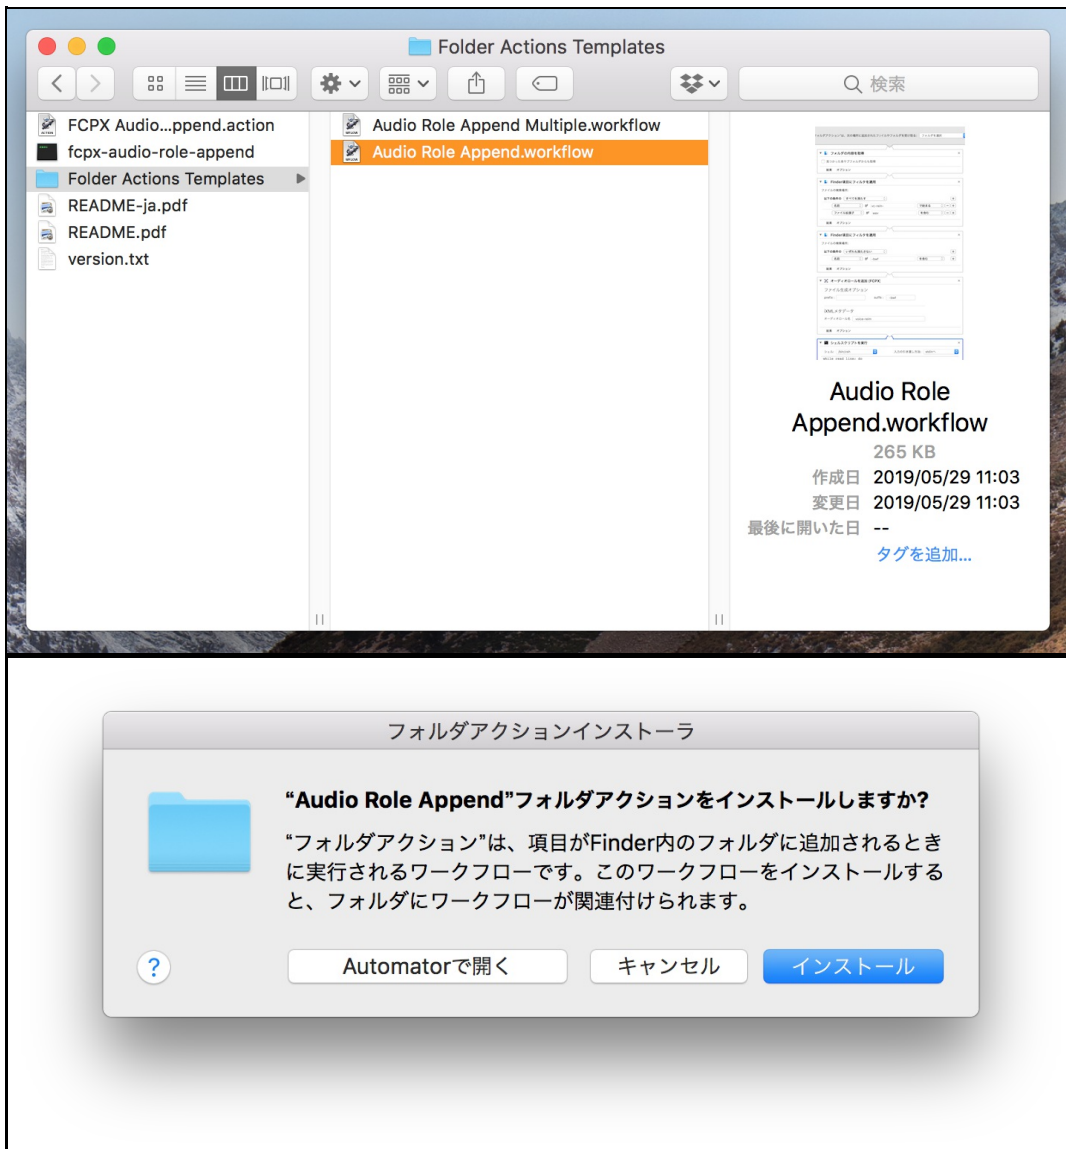 Folder Actions Templates
検索
FCPX Audio...ppend.action
fcpx-audio-role-append
Folder Actions Templates
README-ja.pdf
README.pdf
version.txt
Audio Role Append Multiple.workflow
Audio Role Append.workflow
Audio Role
Append.workflow
265 KB
作成日 2019/05/29 11:03
変更日 2019/05/29 11:03
最後に開いた日 --
タグを追加...
フォルダアクションインストーラ
“Audio Role Append”フォルダアクションをインストールしますか?
“フォルダアクション”は、項目がFinder内のフォルダに追加されるとき
に実行されるワークフローです。このワークフローをインストールする
と、フォルダにワークフローが関連付けられます。
?
Automatorで開く
キャンセル
インストール